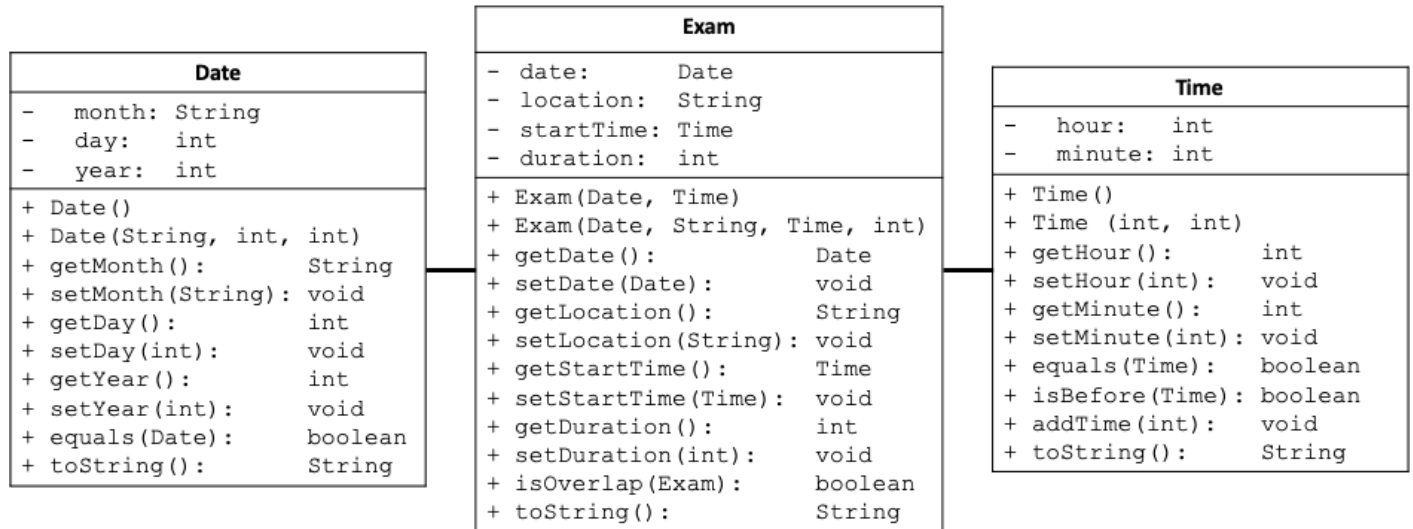 Date
- month: String
- day: int
- year: int
+ Date()
+ Date(String, int, int)
+ getMonth(): String
+ setMonth(String): void
+ getDay(): int
+ setDay(int): void
+ getYear(): int
+ setYear(int): void
+ equals(Date): boolean
+ toString(): String
Exam
- date: Date
- location: String
- startTime: Time
- duration: int
+ Exam(Date, Time)
+ Exam(Date, String, Time, int)
+ getDate(): Date
+ setDate(Date): void
+ getLocation(): String
+ setLocation(String): void
+ getStartTime(): Time
+ setStartTime(Time): void
+ getDuration(): int
+ setDuration(int): void
+ isOverlap(Exam): boolean
+ toString(): String
Time
- hour: int
- minute: int
+ Time()
+ Time (int, int)
+ getHour(): int
+ setHour(int): void
+ getMinute(): int
+ setMinute(int): void
+ equals(Time): boolean
+ isBefore(Time): boolean
+ addTime(int): void
+ toString(): String